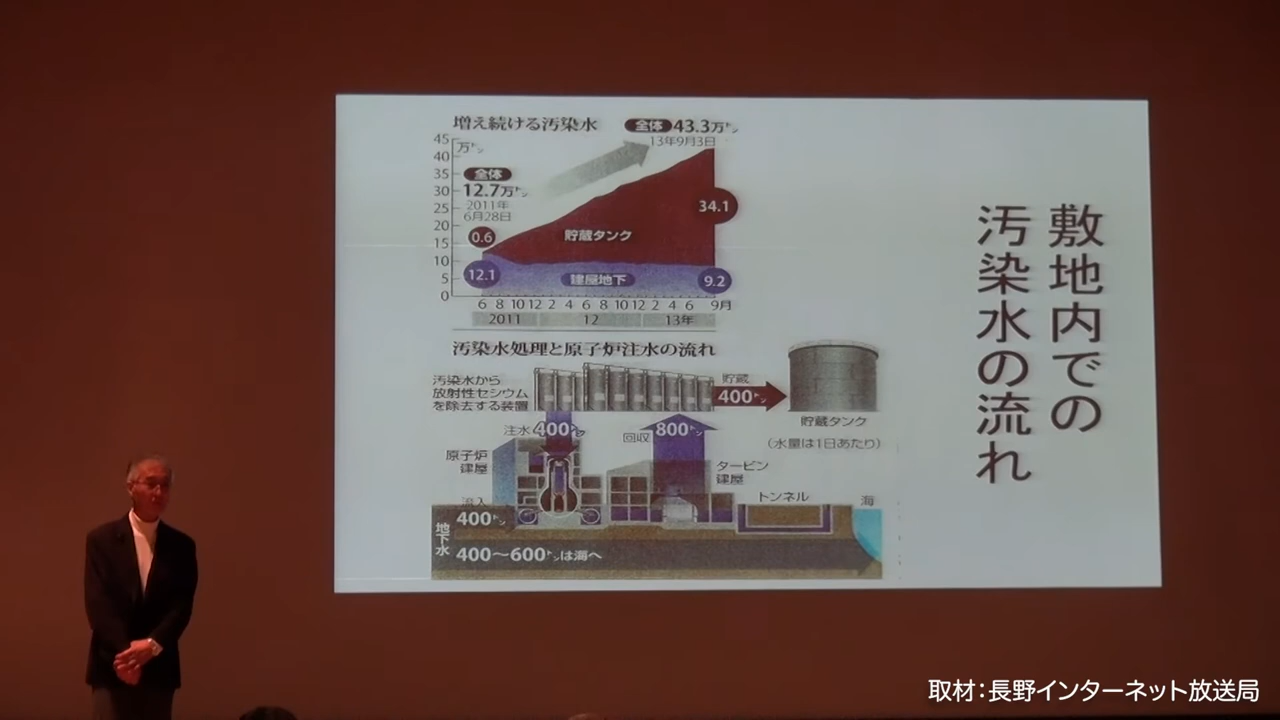 増え続ける汚染水
全体 43.3万トン
13年9月3日
45
万トン
40
35
30
25
20
15
10
5
0
全体
12.7万トン
2011年
6月28日
0.6
12.1
貯蔵タンク
建屋地下
34.1
9.2
6 8 10 12 2 4 6 8 10 12 2 4 6 9月
2011 12 13年
汚染水処理と原子炉注水の流れ
汚染水から
放射性セシウム
を除去する装置
貯蔵
400トン
貯蔵タンク
(水量は1日あたり)
注水 400トン
回収 800トン
原子炉
建屋
タービン
建屋
トンネル
海
流入
400トン
地下水
400〜600トンは海へ
敷地内での
汚染水の流れ
取材:長野インターネット放送局